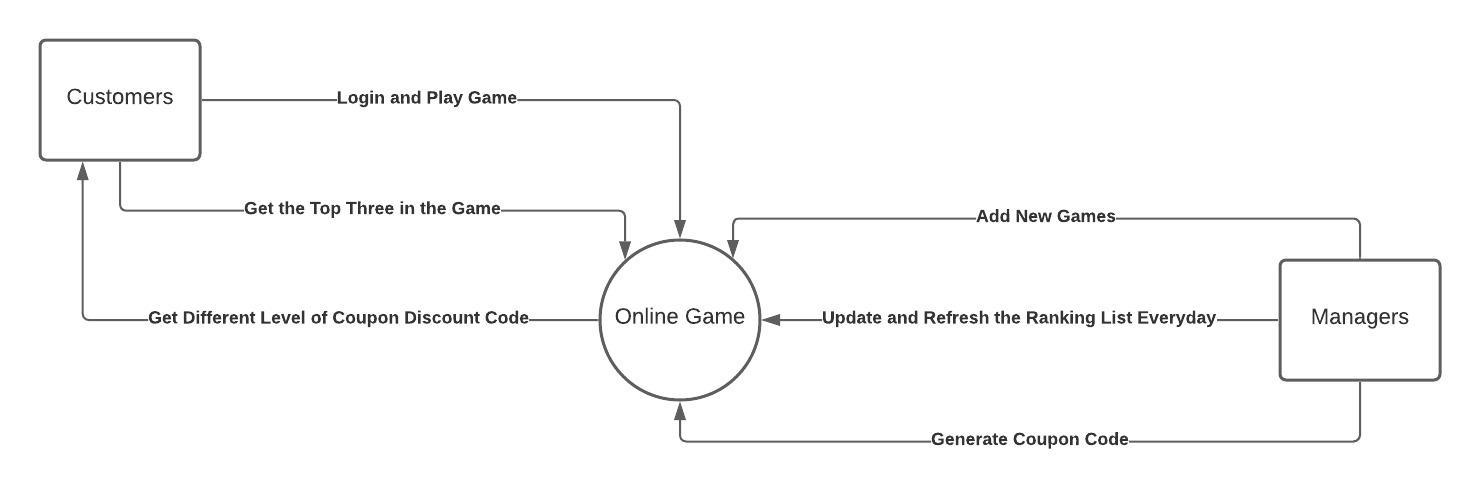 Customers
Login and Play Game
Get the Top Three in the Game
Add New Games
Get Different Level of Coupon Discount Code
Online Game
Update and Refresh the Ranking List Everyday
Managers
Generate Coupon Code